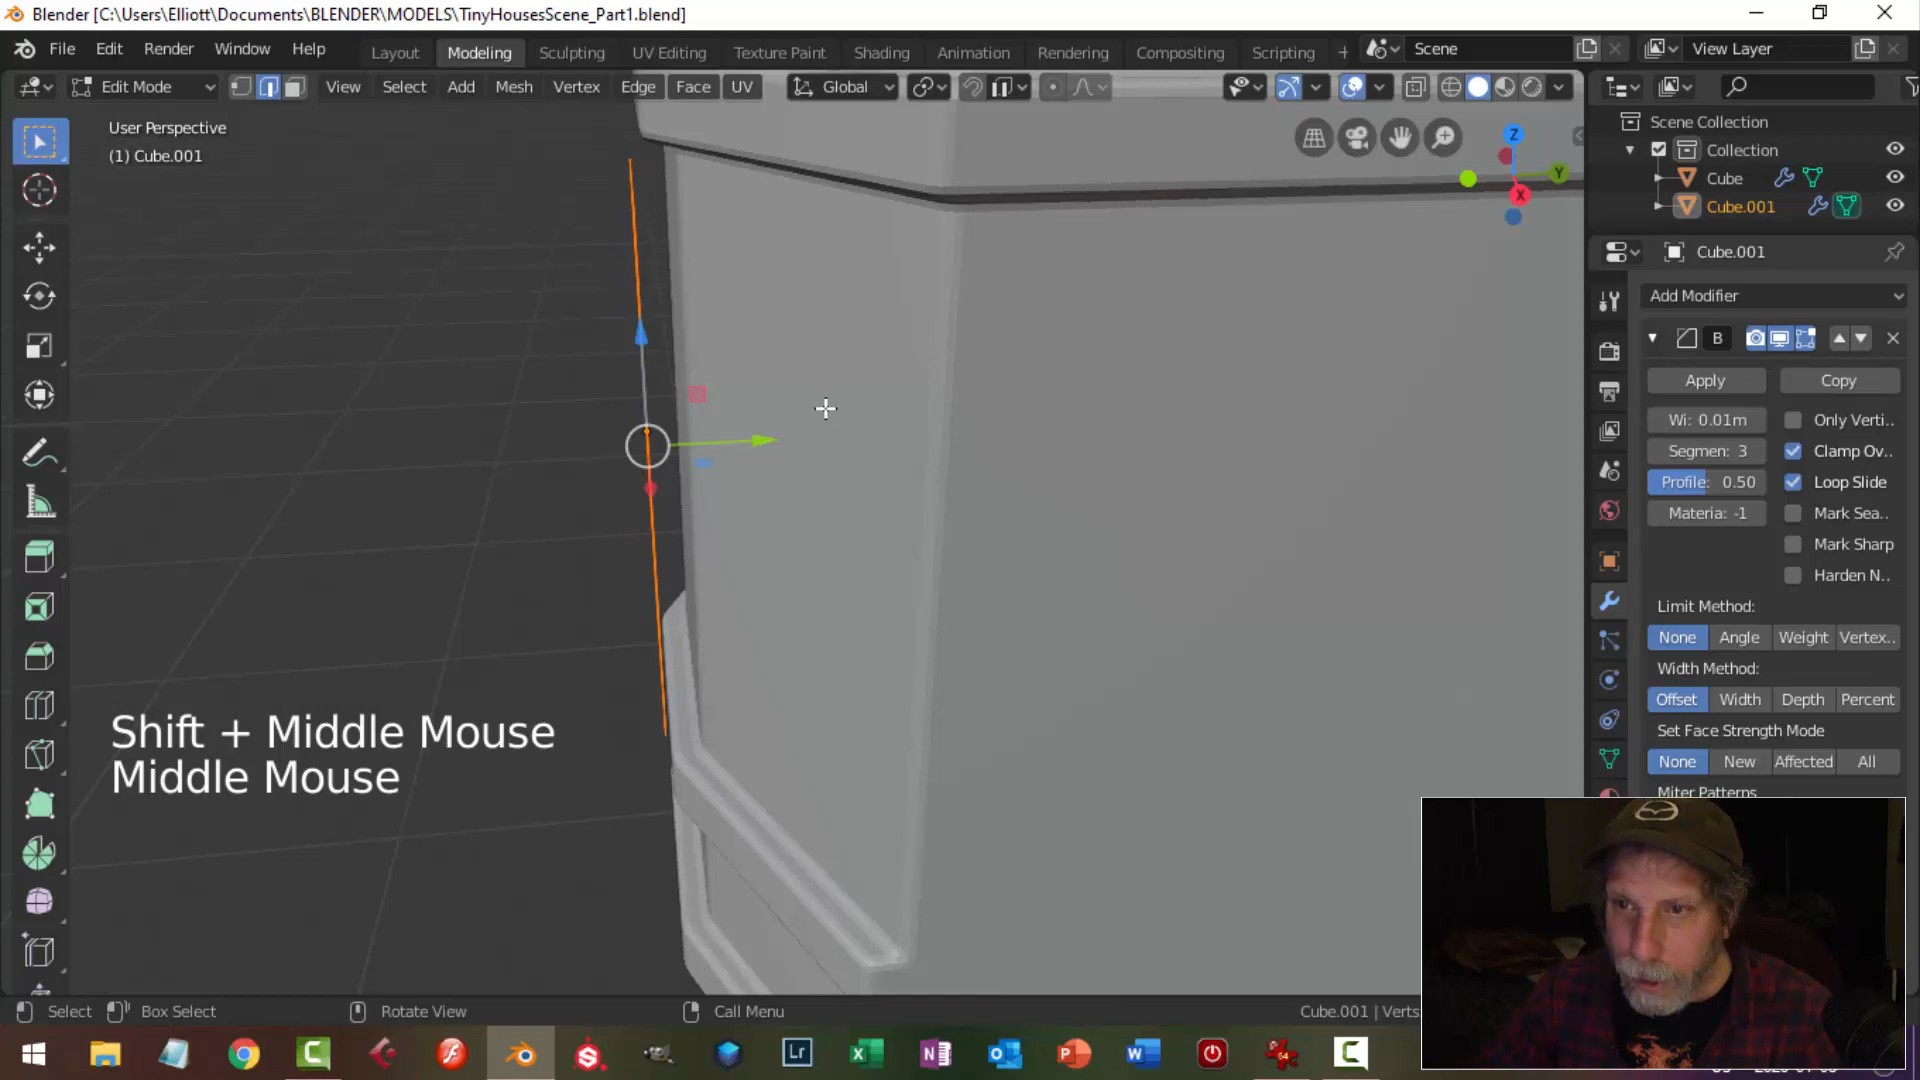 Blender [C:\Users\Elliott\Documents\BLENDER\MODELS\TinyHousesScene_Part1.blend]
File Edit Render Window Help
Layout Modeling Sculpting UV Editing Texture Paint Shading Animation Rendering Compositing Scripting +
Scene
View Layer
Edit Mode
View Select Add Mesh Vertex Edge Face UV
Global
User Perspective
(1) Cube.001
Z
Y
X
Scene Collection
Collection
Cube
Cube.001
Cube.001
Add Modifier
B
Apply Copy
Wi: 0.01m Only Verti..
Segmen: 3 Clamp Ov..
Profile: 0.50 Loop Slide
Materia: -1 Mark Sea..
Mark Sharp
Harden N..
Limit Method:
None Angle Weight Vertex..
Width Method:
Offset Width Depth Percent
Set Face Strength Mode
None New Affected All
Miter Patterns
Shift + Middle Mouse
Middle Mouse
Select Box Select Rotate View Call Menu
Cube.001 | Verts
Lr